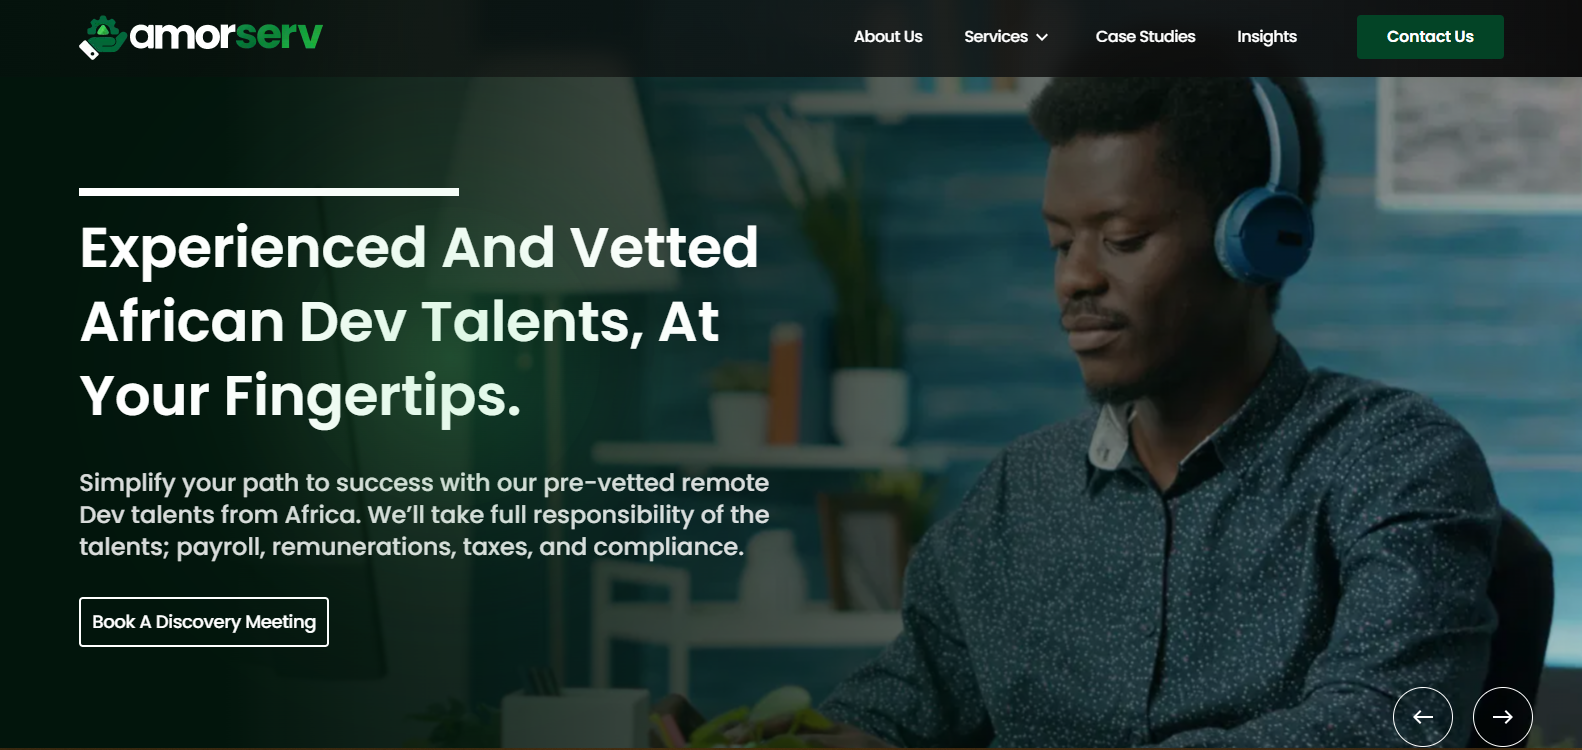 amorserv
About Us Services Case Studies Insights Contact Us
Experienced And Vetted
African Dev Talents, At
Your Fingertips.
Simplify your path to success with our pre-vetted remote
Dev talents from Africa. We’ll take full responsibility of the
talents; payroll, remunerations, taxes, and compliance.
Book A Discovery Meeting